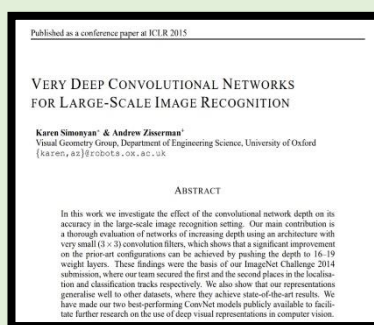 Published as a conference paper at ICLR 2015
VERY DEEP CONVOLUTIONAL NETWORKS
FOR LARGE-SCALE IMAGE RECOGNITION
Karen Simonyan* & Andrew Zisserman+
Visual Geometry Group, Department of Engineering Science, University of Oxford
{karen,az}@robots.ox.ac.uk
ABSTRACT
In this work we investigate the effect of the convolutional network depth on its
accuracy in the large-scale image recognition setting. Our main contribution is
a thorough evaluation of networks of increasing depth using an architecture with
very small (3 × 3) convolution filters, which shows that a significant improvement
on the prior-art configurations can be achieved by pushing the depth to 16–19
weight layers. These findings were the basis of our ImageNet Challenge 2014
submission, where our team secured the first and the second places in the localisa-
tion and classification tracks respectively. We also show that our representations
generalise well to other datasets, where they achieve state-of-the-art results. We
have made our two best-performing ConvNet models publicly available to facili-
tate further research on the use of deep visual representations in computer vision.